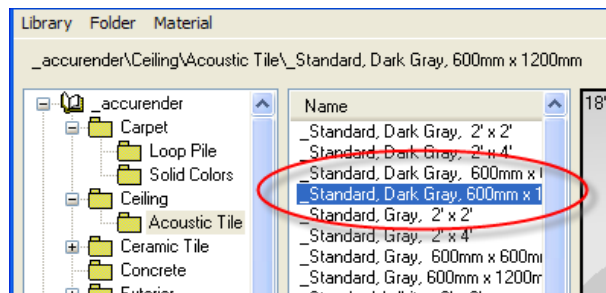 Library Folder Material
_accurender\Ceiling\Acoustic Tile\_Standard, Dark Gray, 600mm x 1200mm
_accurender
Carpet
Loop Pile
Solid Colors
Ceiling
Acoustic Tile
Ceramic Tile
Concrete
Name
_Standard, Dark Gray, 2' x 2'
_Standard, Dark Gray, 2' x 4'
_Standard, Dark Gray, 600mm x
_Standard, Dark Gray, 600mm x 1
_Standard, Gray, 2' x 2'
_Standard, Gray, 2' x 4'
_Standard, Gray, 600mm x 600m
_Standard, Gray, 600mm x 1200m
18'